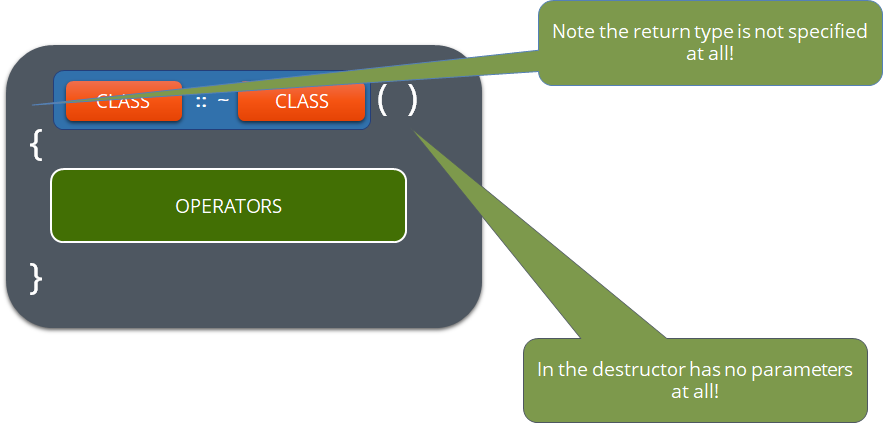 Note the return type is not specified
at all!
CLASS :: ~ CLASS ( )
{
OPERATORS
}
In the destructor has no parameters
at all!